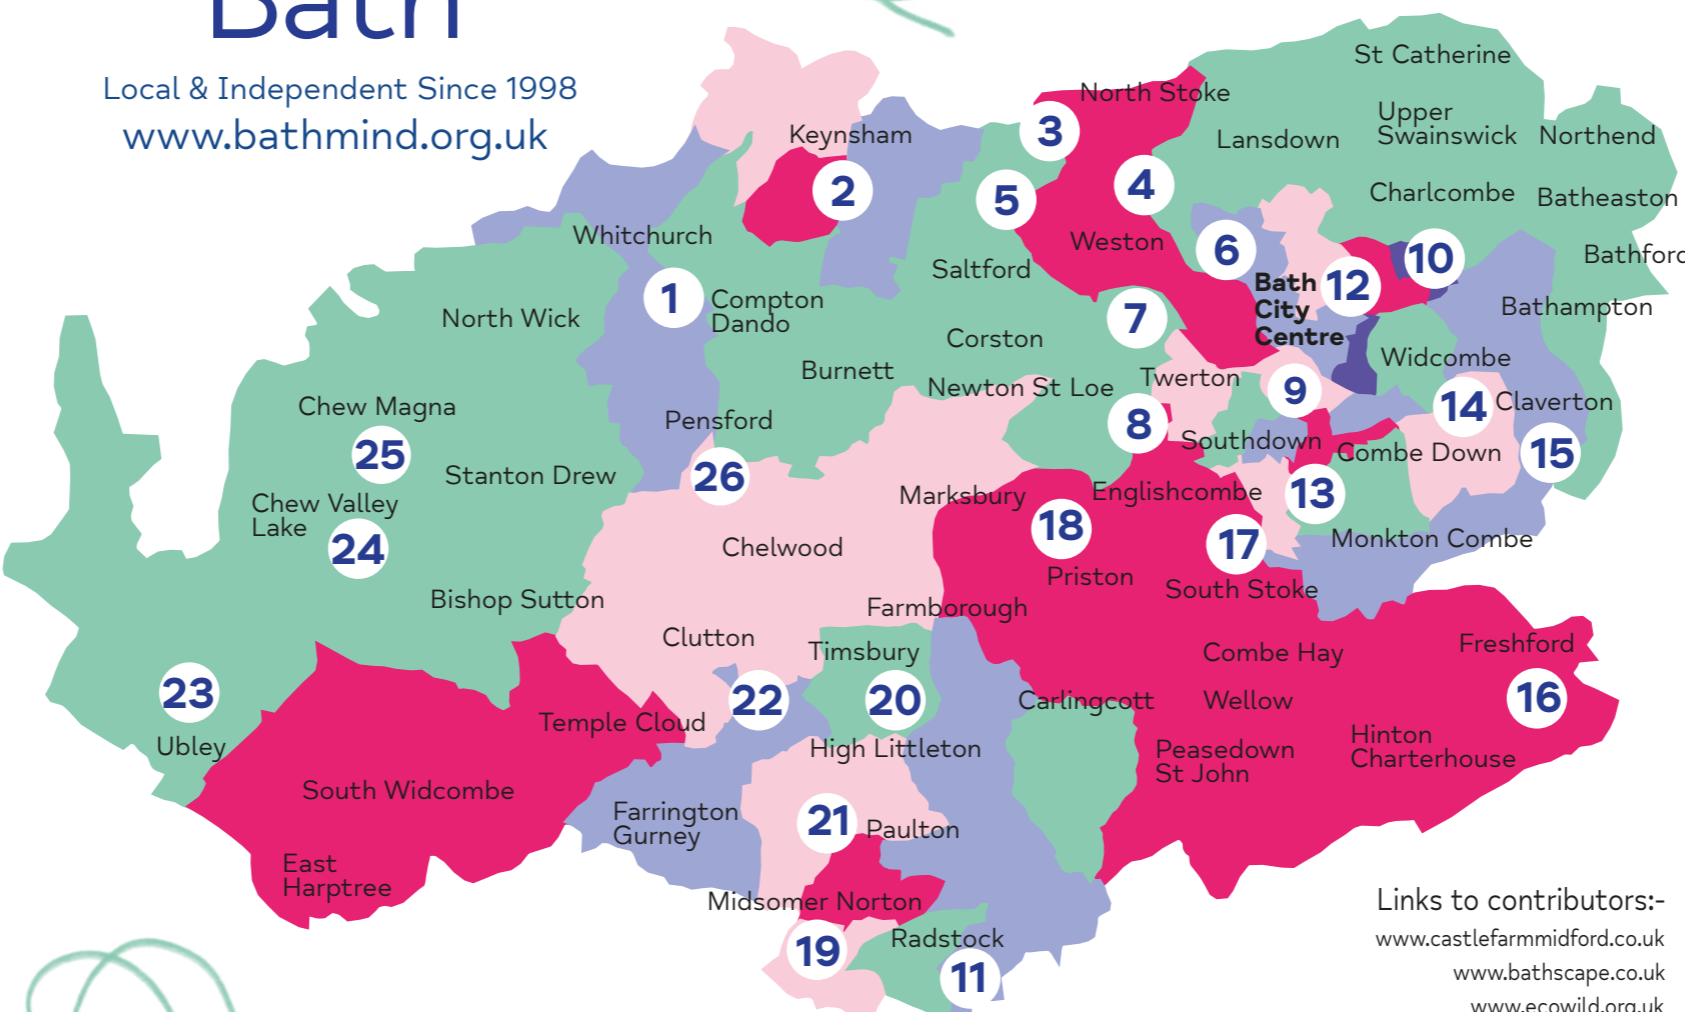 Bath
Local & Independent Since 1998
www.bathmind.org.uk
St Catherine
North Stoke
Upper
Swainswick
Northend
Lansdown
Keynsham
3
2
4
5
Charlcombe
Batheaston
Whitchurch
Weston
6
10
Bathford
Saltford
12
1
Compton
Dando
Bath
City
Centre
Bathampton
North Wick
7
Corston
Widcombe
Burnett
Newton St Loe
Twerton
9
Chew Magna
14
Claverton
Pensford
8
25
Southdown
Combe Down
15
Stanton Drew
26
Marksbury
Englishcombe
13
Chew Valley
Lake
18
17
Monkton Combe
24
Chelwood
Priston
South Stoke
Bishop Sutton
Farmborough
Clutton
Timsbury
Combe Hay
Freshford
23
22
20
Carlingcott
Wellow
16
Temple Cloud
Ubley
High Littleton
Peasedown
St John
Hinton
Charterhouse
South Widcombe
Farrington
Gurney
21
Paulton
East
Harptree
Midsomer Norton
19
Radstock
11
Links to contributors:-
www.castlefarmmidford.co.uk
www.bathscape.co.uk
www.ecowild.org.uk